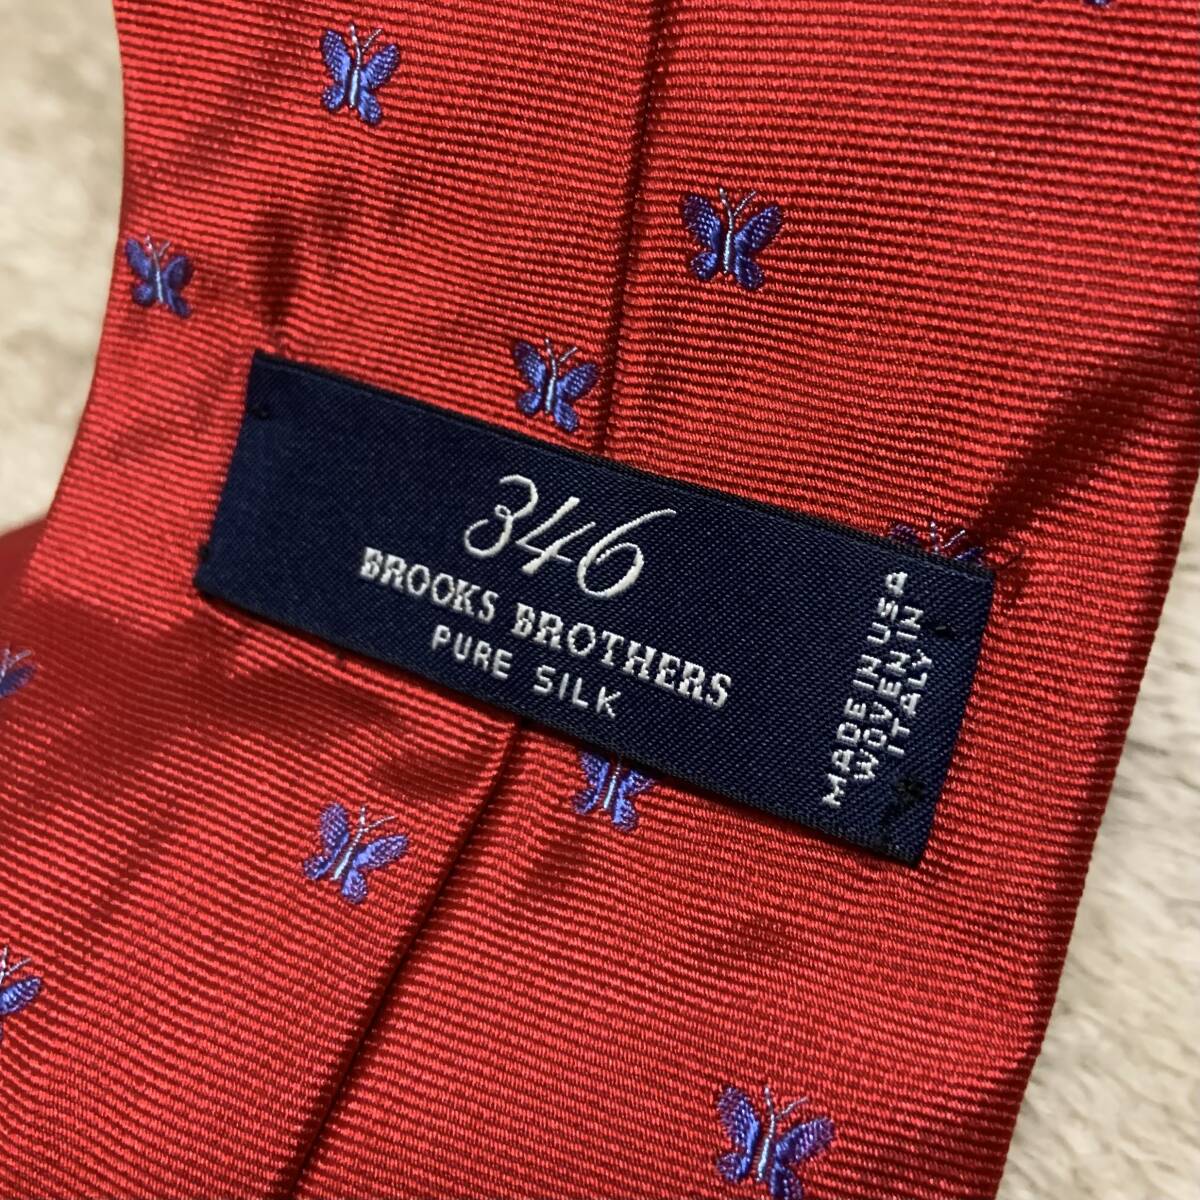 346
BROOKS BROTHERS
PURE SILK
MADE IN USA
WOVEN IN
ITALY